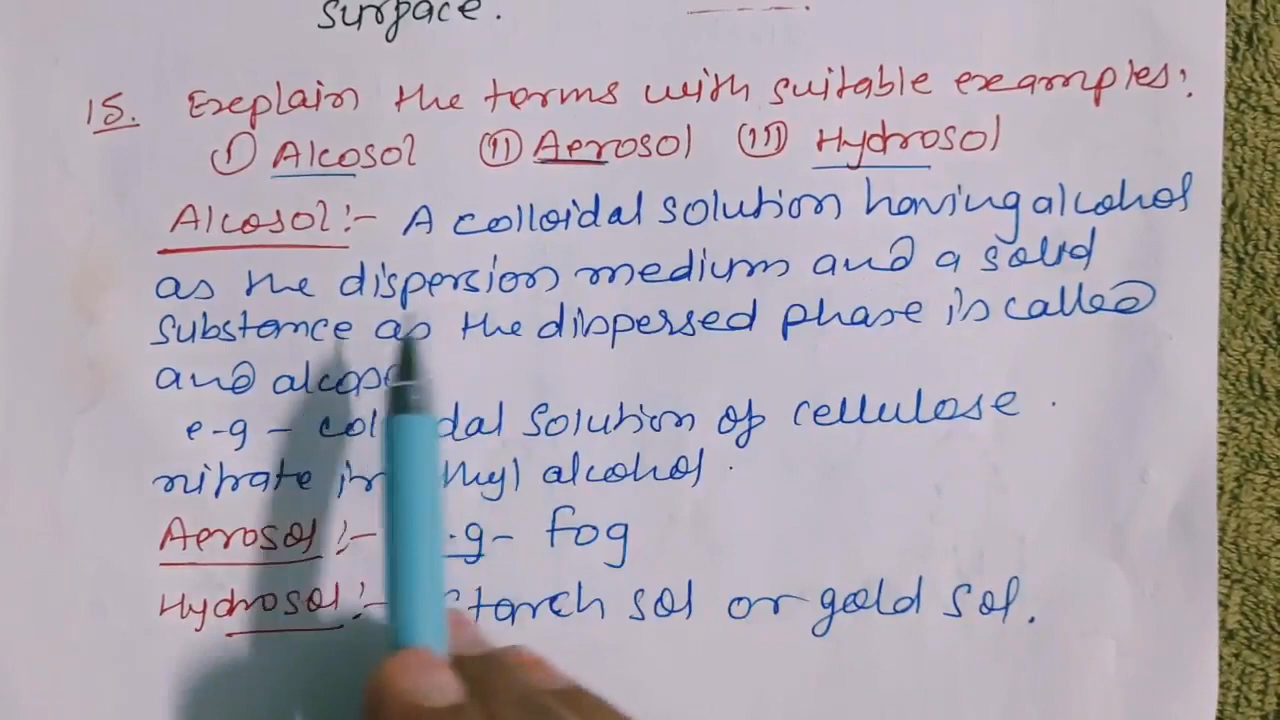 surface.
15. Explain the terms with suitable examples:
(I) Alcosol (II) Aerosol (III) Hydrosol
Alcosol:- A colloidal solution having alcohol
as the dispersion medium and a solid
substance as the dispersed phase is called
and
e-g - solution of cellulose.
nitrate alcohol.
Aerosol:- fog
Hydrosol:- sol or gold sol.